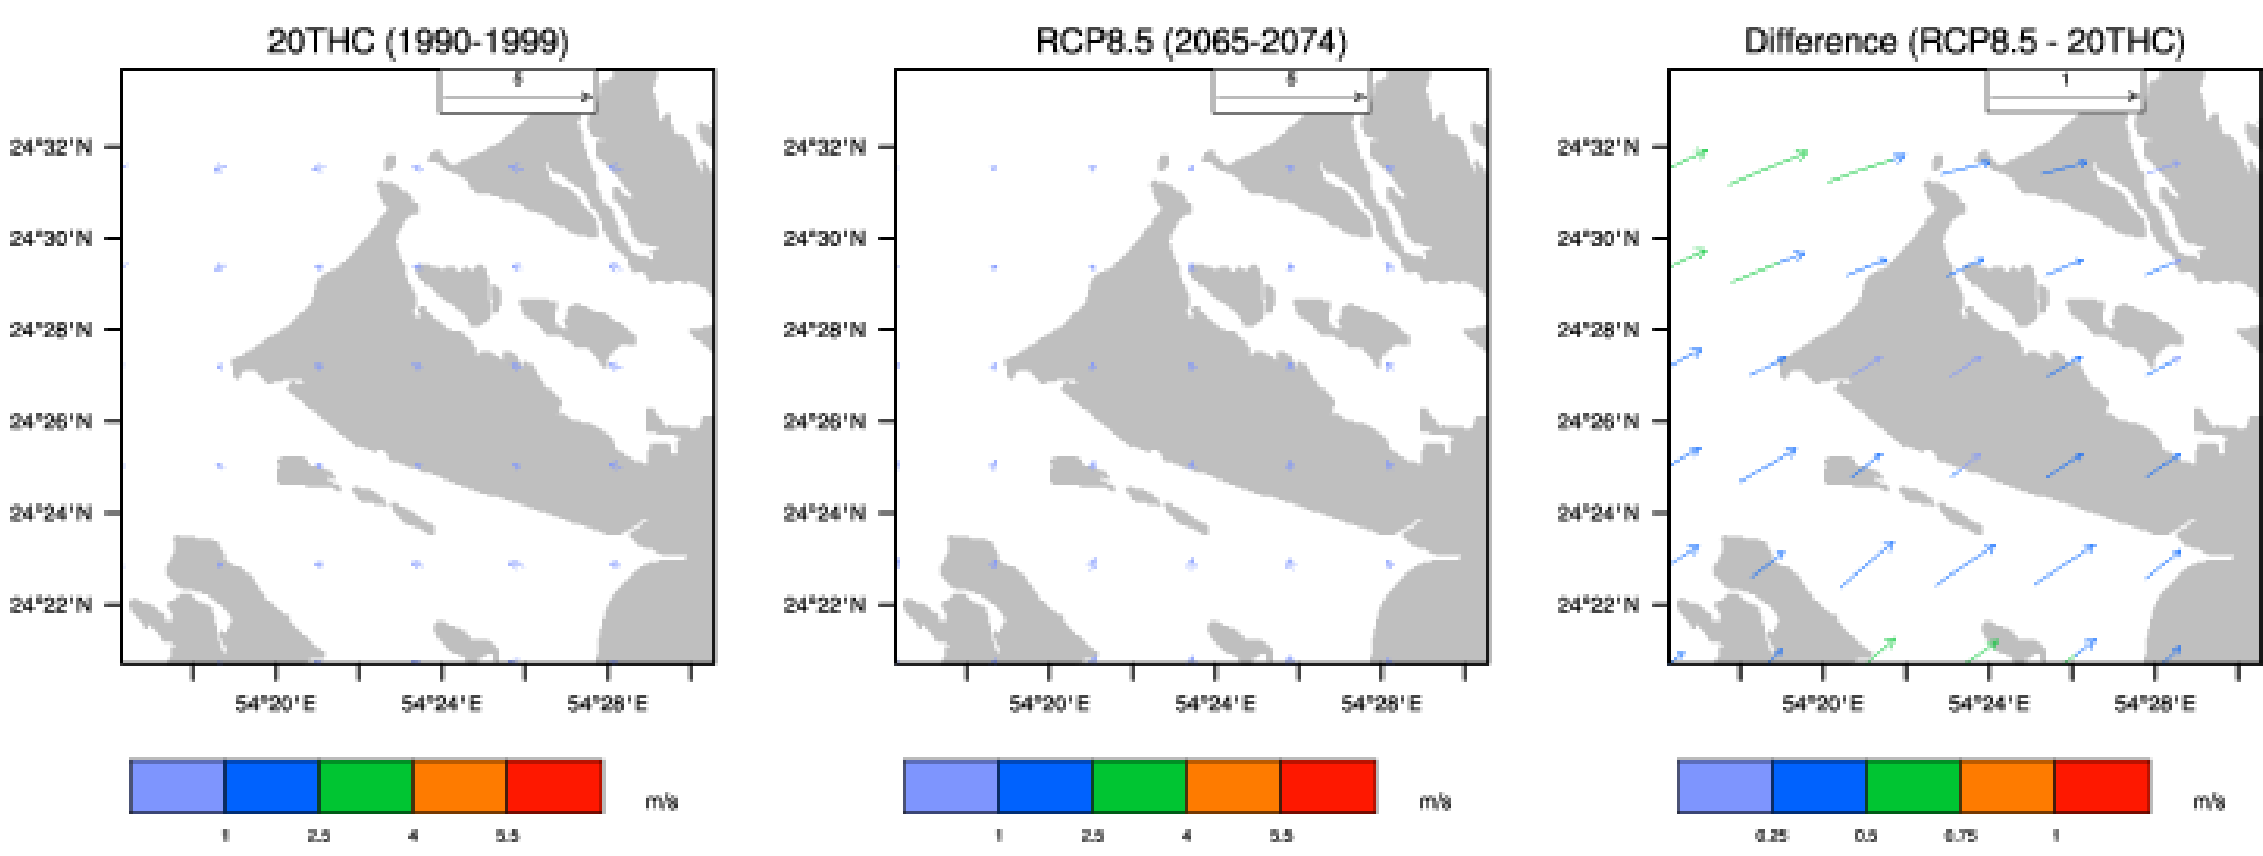 20THC (1990-1999)
5
24°32'N
24°30'N
24°28'N
24°26'N
24°24'N
24°22'N
54°20'E 54°24'E 54°28'E
1 2.5 4 5.5
m/s
RCP8.5 (2065-2074)
5
24°32'N
24°30'N
24°28'N
24°26'N
24°24'N
24°22'N
54°20'E 54°24'E 54°28'E
1 2.5 4 5.5
m/s
Difference (RCP8.5 - 20THC)
1
24°32'N
24°30'N
24°28'N
24°26'N
24°24'N
24°22'N
54°20'E 54°24'E 54°28'E
0.25 0.5 0.75 1
m/s